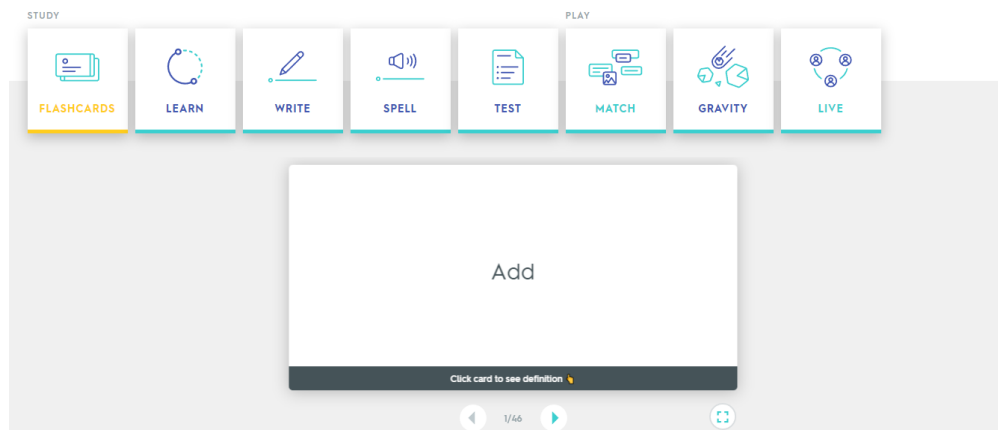 STUDY PLAY
FLASHCARDS LEARN WRITE SPELL TEST MATCH GRAVITY LIVE
Add
Click card to see definition 👆
1/46